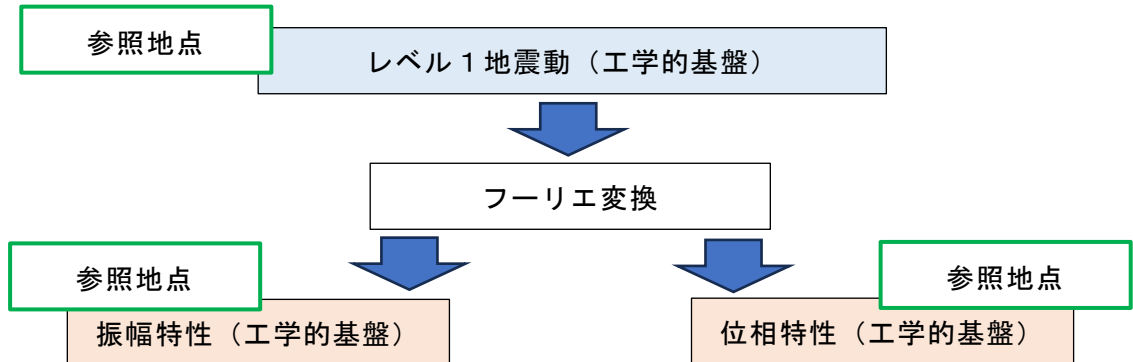 参照地点
レベル１地震動（工学的基盤）
フーリエ変換
参照地点
参照地点
振幅特性（工学的基盤）
位相特性（工学的基盤）